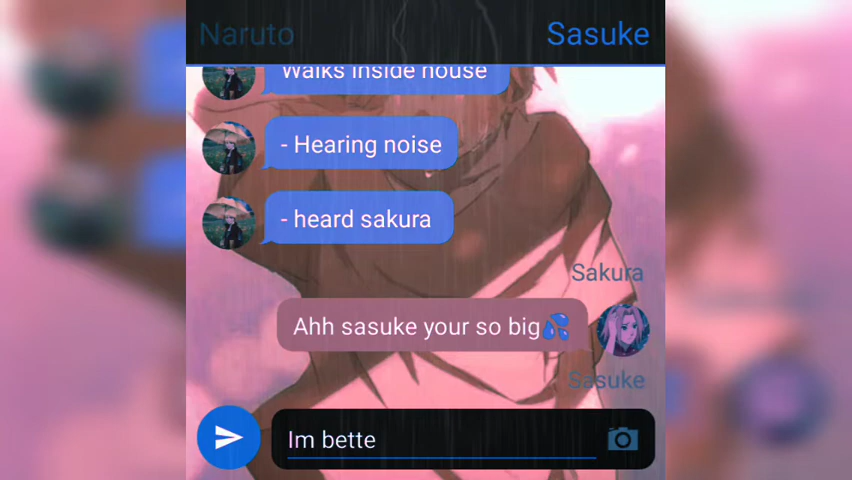 Naruto
Sasuke
Walks inside house
- Hearing noise
- heard sakura
Sakura
Ahh sasuke your so big💦
Sasuke
Im bette